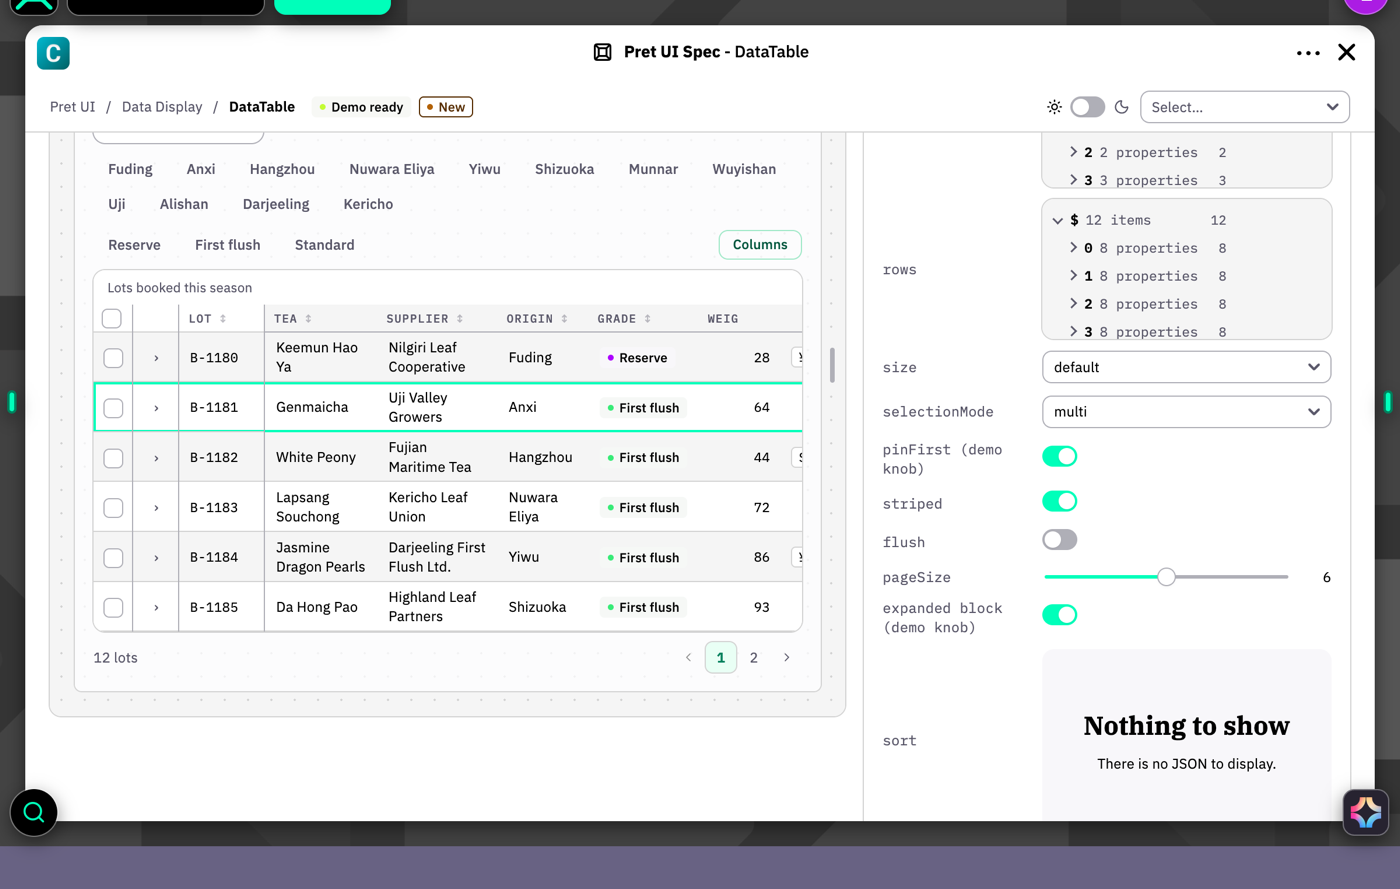 C
Pret UI Spec - DataTable
Pret UI / Data Display / DataTable
Demo ready
New
Select...
Fuding Anxi Hangzhou Nuwara Eliya Yiwu Shizuoka Munnar Wuyishan
Uji Alishan Darjeeling Kericho
Reserve First flush Standard
Columns
Lots booked this season
LOT TEA SUPPLIER ORIGIN GRADE WEIG
B-1180 Keemun Hao Ya Nilgiri Leaf Cooperative Fuding Reserve 28
B-1181 Genmaicha Uji Valley Growers Anxi First flush 64
B-1182 White Peony Fujian Maritime Tea Hangzhou First flush 44
B-1183 Lapsang Souchong Kericho Leaf Union Nuwara Eliya First flush 72
B-1184 Jasmine Dragon Pearls Darjeeling First Flush Ltd. Yiwu First flush 86
B-1185 Da Hong Pao Highland Leaf Partners Shizuoka First flush 93
12 lots
1 2
2 2 properties 2
3 3 properties 3
rows
$ 12 items 12
0 8 properties 8
1 8 properties 8
2 8 properties 8
3 8 properties 8
size default
selectionMode multi
pinFirst (demo knob)
striped
flush
pageSize 6
expanded block (demo knob)
sort
Nothing to show
There is no JSON to display.